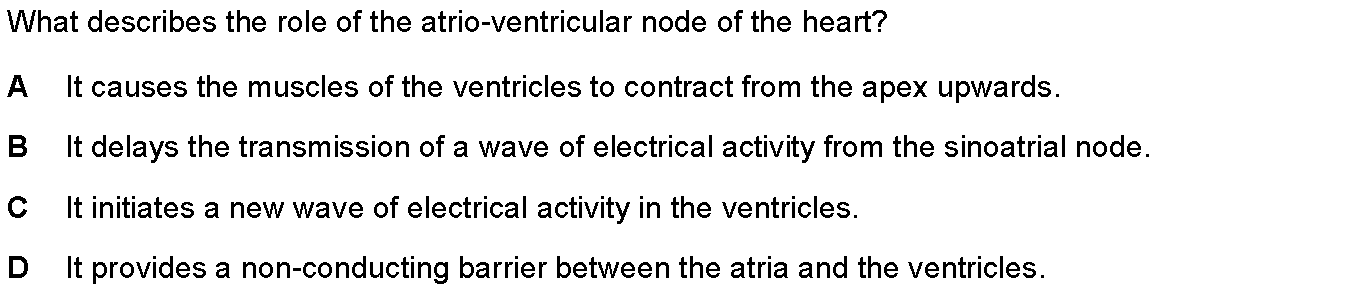 What describes the role of the atrio-ventricular node of the heart?
A It causes the muscles of the ventricles to contract from the apex upwards.
B It delays the transmission of a wave of electrical activity from the sinoatrial node.
C It initiates a new wave of electrical activity in the ventricles.
D It provides a non-conducting barrier between the atria and the ventricles.